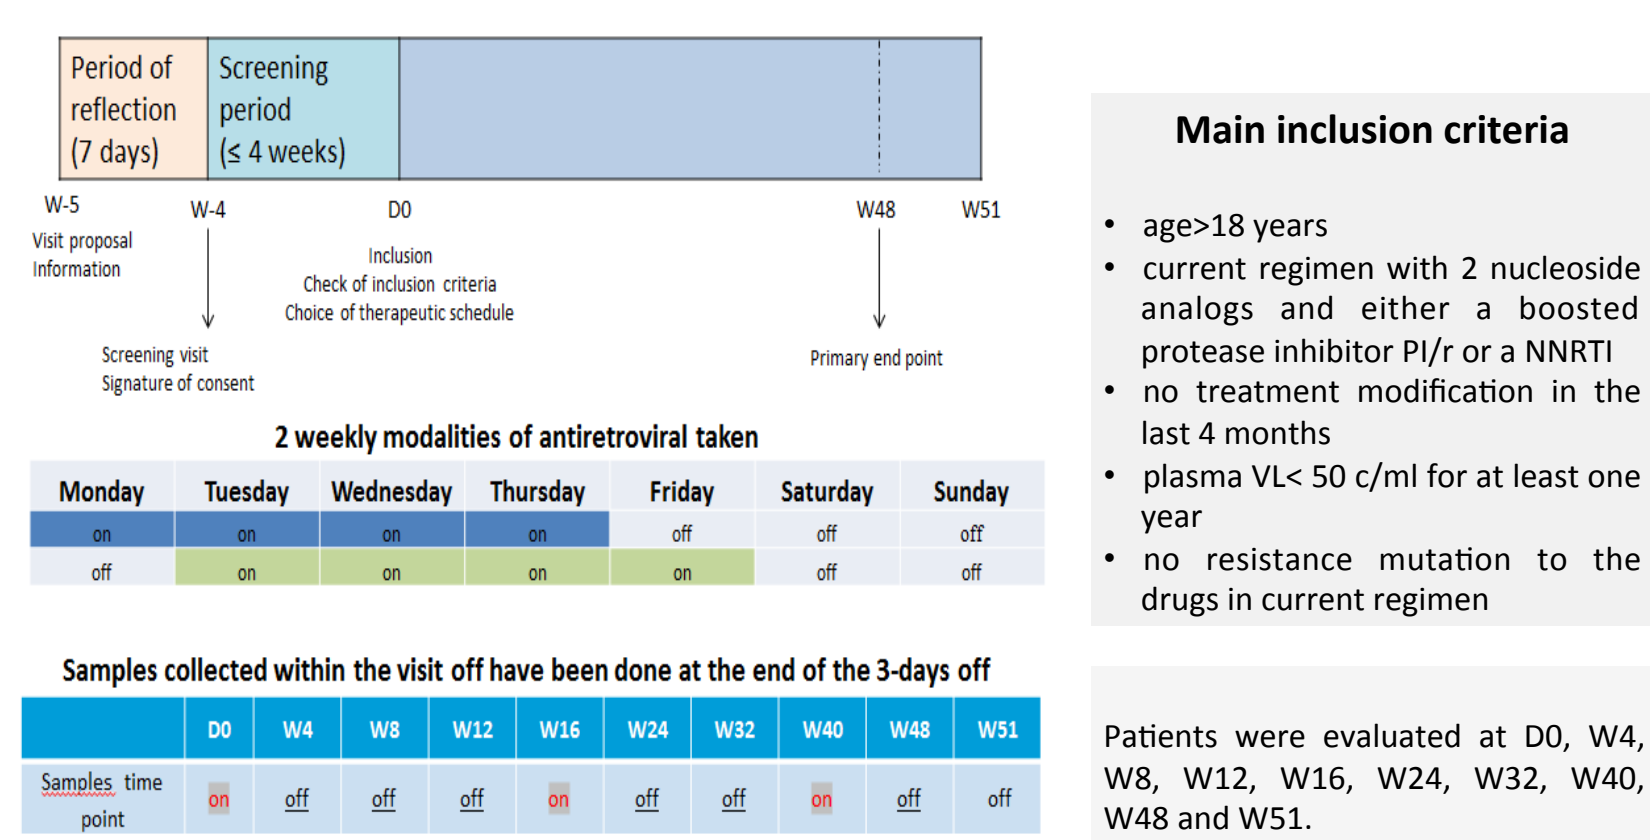 Period of
reflection
(7 days)
Screening
period
(≤ 4 weeks)
W-5
W-4
D0
W48
W51
Visit proposal
Information
Inclusion
Check of inclusion criteria
Choice of therapeutic schedule
Screening visit
Signature of consent
Primary end point
2 weekly modalities of antiretroviral taken
Monday Tuesday Wednesday Thursday Friday Saturday Sunday
on on on on off off off
off on on on on off off
Samples collected within the visit off have been done at the end of the 3-days off
D0 W4 W8 W12 W16 W24 W32 W40 W48 W51
Samples time
point
on off off off on off off on off off
Main inclusion criteria
• age>18 years
• current regimen with 2 nucleoside
analogs and either a boosted
protease inhibitor PI/r or a NNRTI
• no treatment modification in the
last 4 months
• plasma VL< 50 c/ml for at least one
year
• no resistance mutation to the
drugs in current regimen
Patients were evaluated at D0, W4,
W8, W12, W16, W24, W32, W40,
W48 and W51.